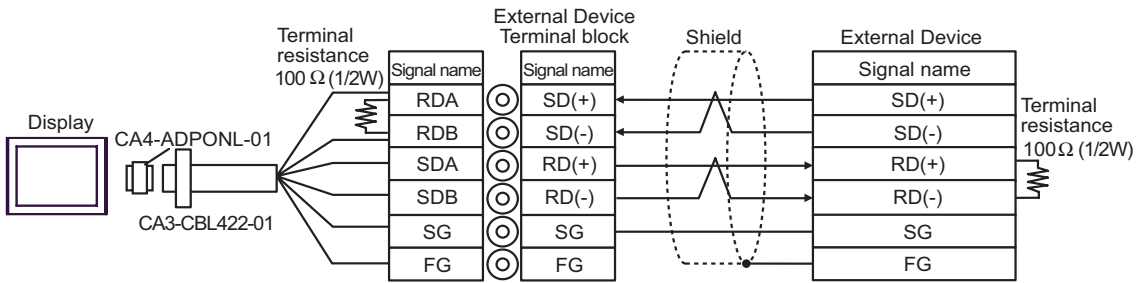 Display
CA4-ADPONL-01
CA3-CBL422-01
Terminal
resistance
100 Ω (1/2W)
Signal name
RDA
RDB
SDA
SDB
SG
FG
External Device
Terminal block
Signal name
SD(+)
SD(-)
RD(+)
RD(-)
SG
FG
Shield
External Device
Signal name
SD(+)
SD(-)
RD(+)
RD(-)
SG
FG
Terminal
resistance
100Ω (1/2W)